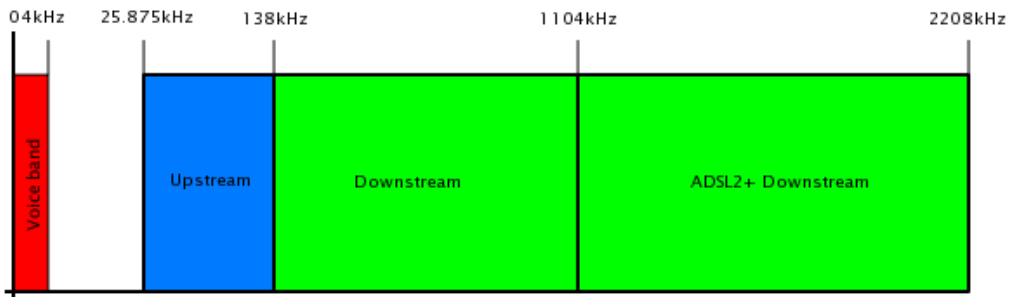 04kHz 25.875kHz 138kHz 1104kHz 2208kHz
Voice band
Upstream
Downstream
ADSL2+ Downstream